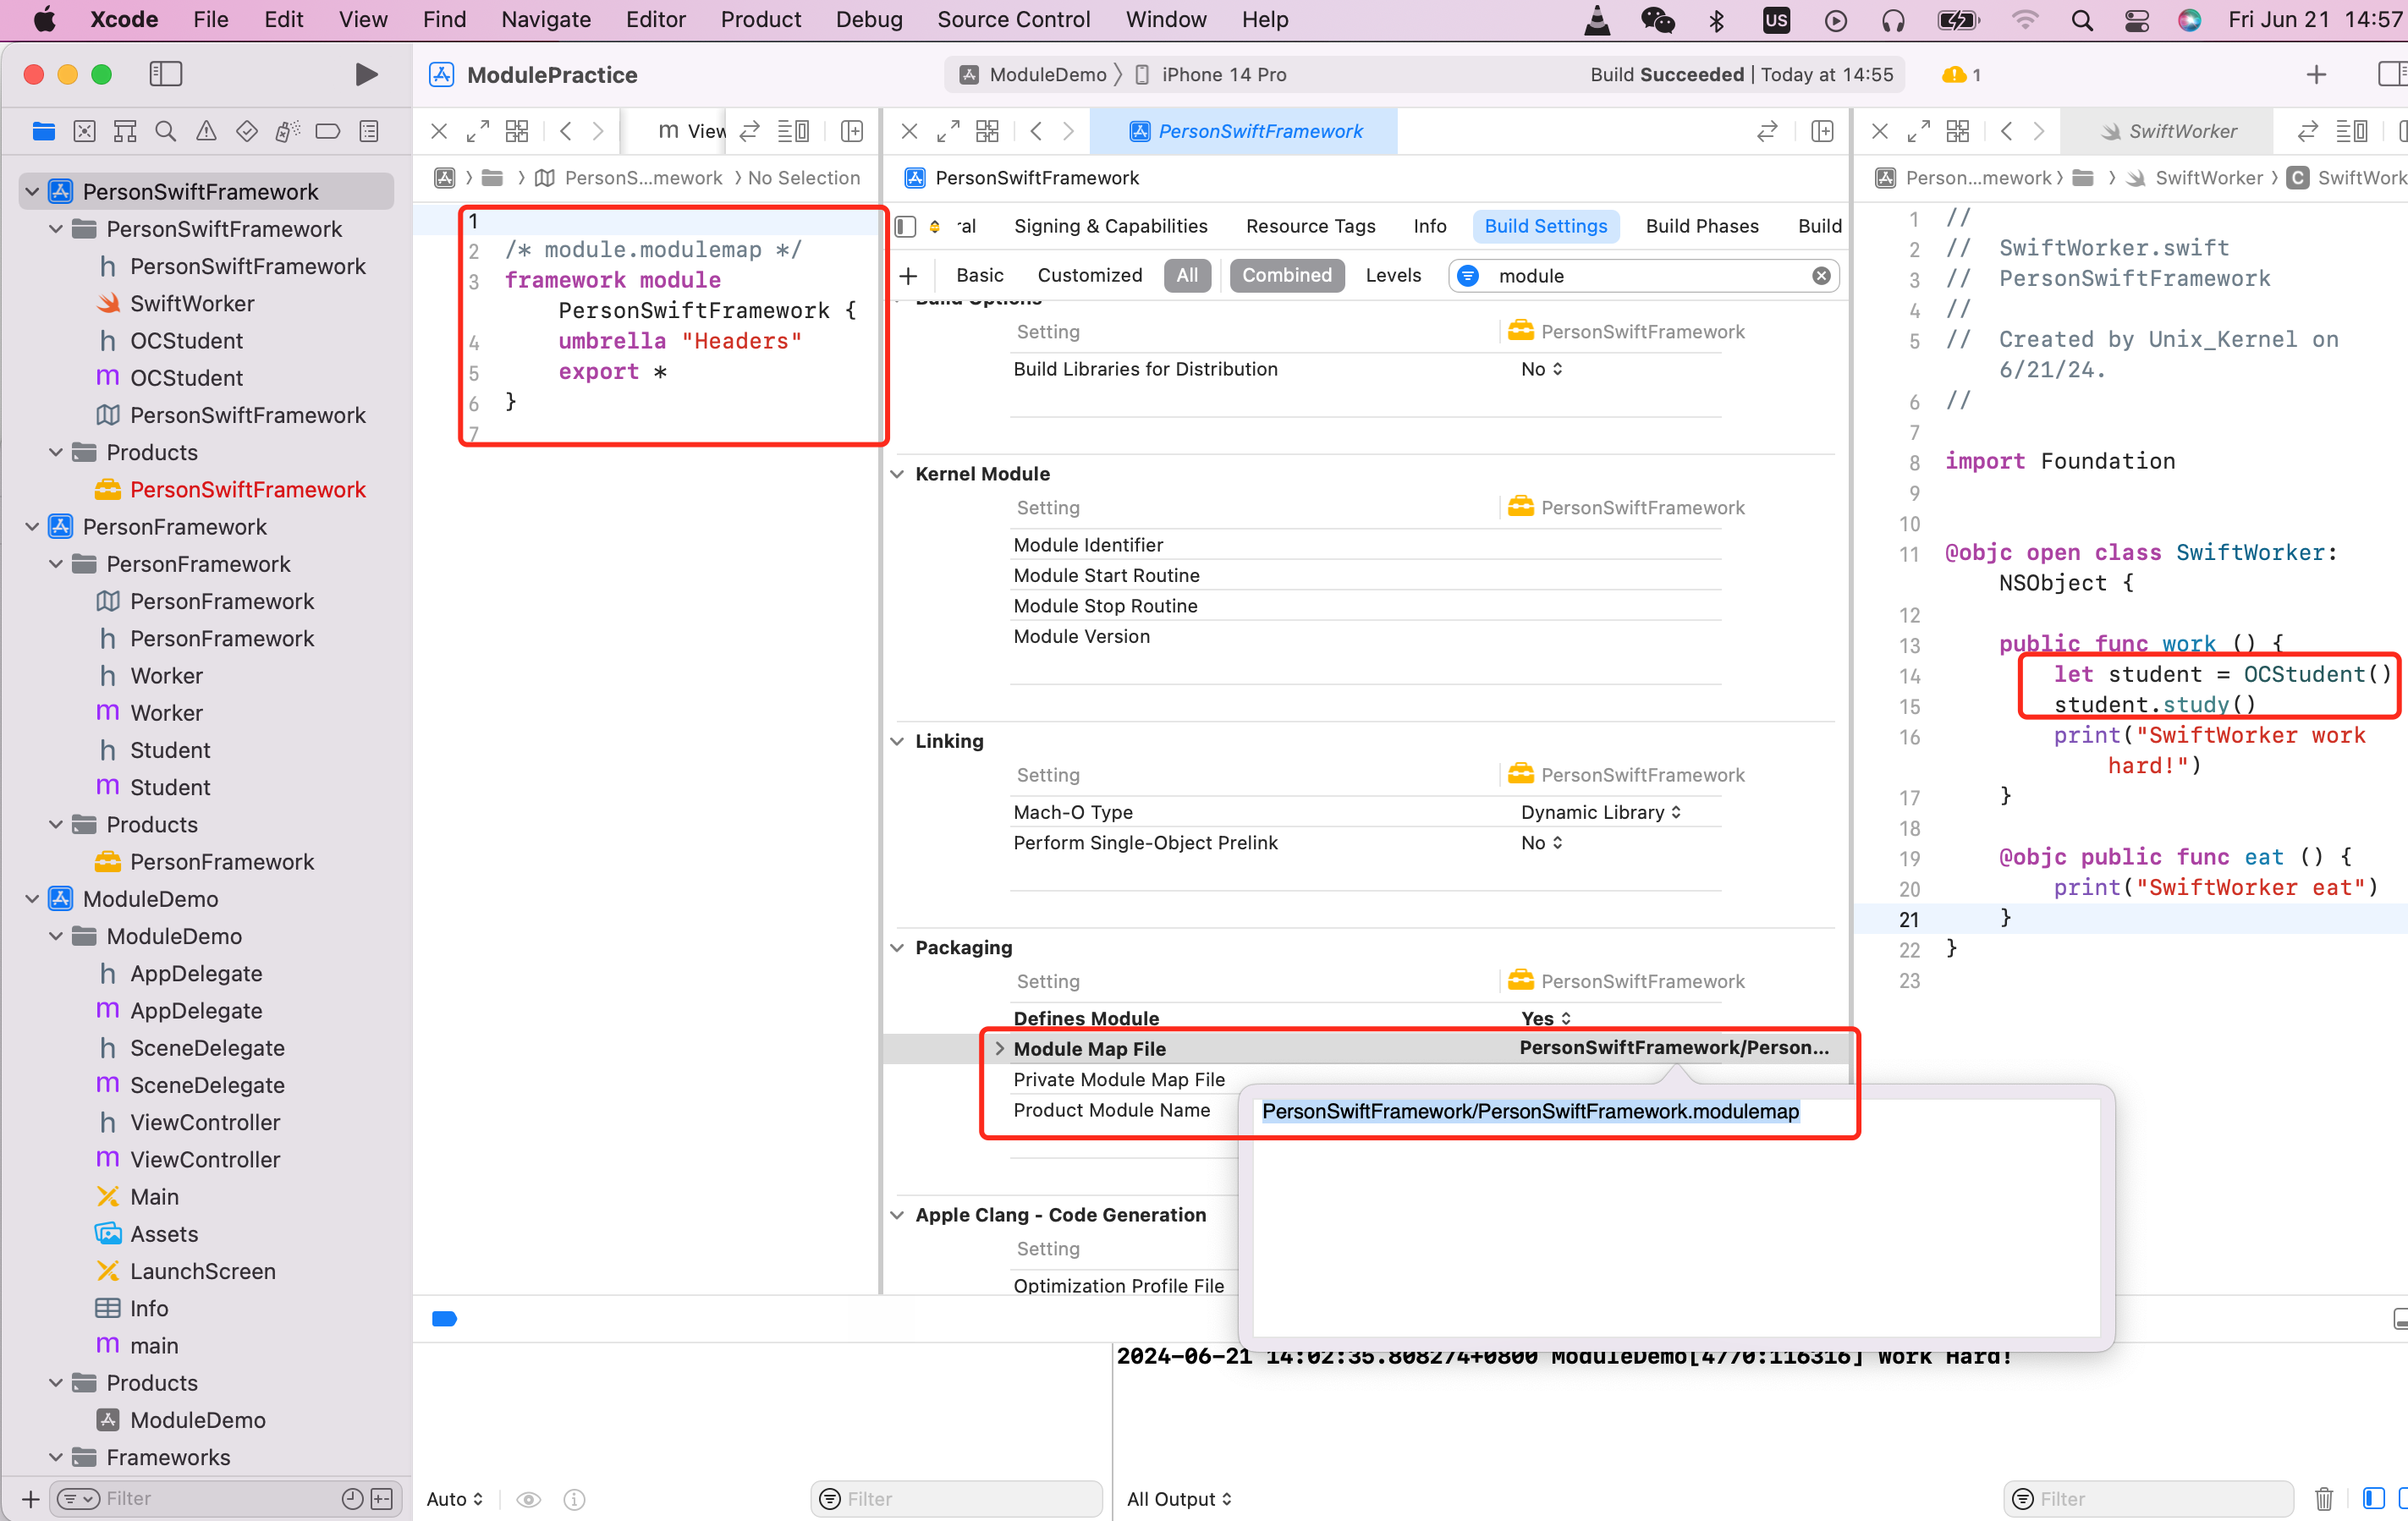 Xcode File Edit View Find Navigate Editor Product Debug Source Control Window Help US Fri Jun 21 14:57
ModulePractice ModuleDemo iPhone 14 Pro Build Succeeded | Today at 14:55 1
m View
PersonSwiftFramework
SwiftWorker
PersonSwiftFramework
PersonSwiftFramework
h PersonSwiftFramework
SwiftWorker
h OCStudent
m OCStudent
PersonSwiftFramework
Products
PersonSwiftFramework
PersonFramework
PersonFramework
PersonFramework
h PersonFramework
h Worker
m Worker
h Student
m Student
Products
PersonFramework
ModuleDemo
ModuleDemo
h AppDelegate
m AppDelegate
h SceneDelegate
m SceneDelegate
h ViewController
m ViewController
Main
Assets
LaunchScreen
Info
m main
Products
ModuleDemo
Frameworks
Filter
PersonS...mework No Selection
1
2 /* module.modulemap */
3 framework module
PersonSwiftFramework {
4 umbrella "Headers"
5 export *
6 }
7
PersonSwiftFramework
ral Signing & Capabilities Resource Tags Info Build Settings Build Phases Build
Basic Customized All Combined Levels module
Build Options
Setting PersonSwiftFramework
Build Libraries for Distribution No
Kernel Module
Setting PersonSwiftFramework
Module Identifier
Module Start Routine
Module Stop Routine
Module Version
Linking
Setting PersonSwiftFramework
Mach-O Type Dynamic Library
Perform Single-Object Prelink No
Packaging
Setting PersonSwiftFramework
Defines Module Yes
Module Map File PersonSwiftFramework/Person...
Private Module Map File
Product Module Name
PersonSwiftFramework/PersonSwiftFramework.modulemap
Apple Clang - Code Generation
Setting
Optimization Profile File
Person...mework SwiftWorker C SwiftWork
1 //
2 // SwiftWorker.swift
3 // PersonSwiftFramework
4 //
5 // Created by Unix_Kernel on
6/21/24.
6 //
7
8 import Foundation
9
10
11 @objc open class SwiftWorker:
NSObject {
12
13 public func work () {
14 let student = OCStudent()
15 student.study()
16 print("SwiftWorker work
hard!")
17 }
18
19 @objc public func eat () {
20 print("SwiftWorker eat")
21 }
22 }
23
2024-06-21 14:02:35.808274+0800 ModuleDemo[4770:116316] Work Hard!
Auto Filter All Output Filter